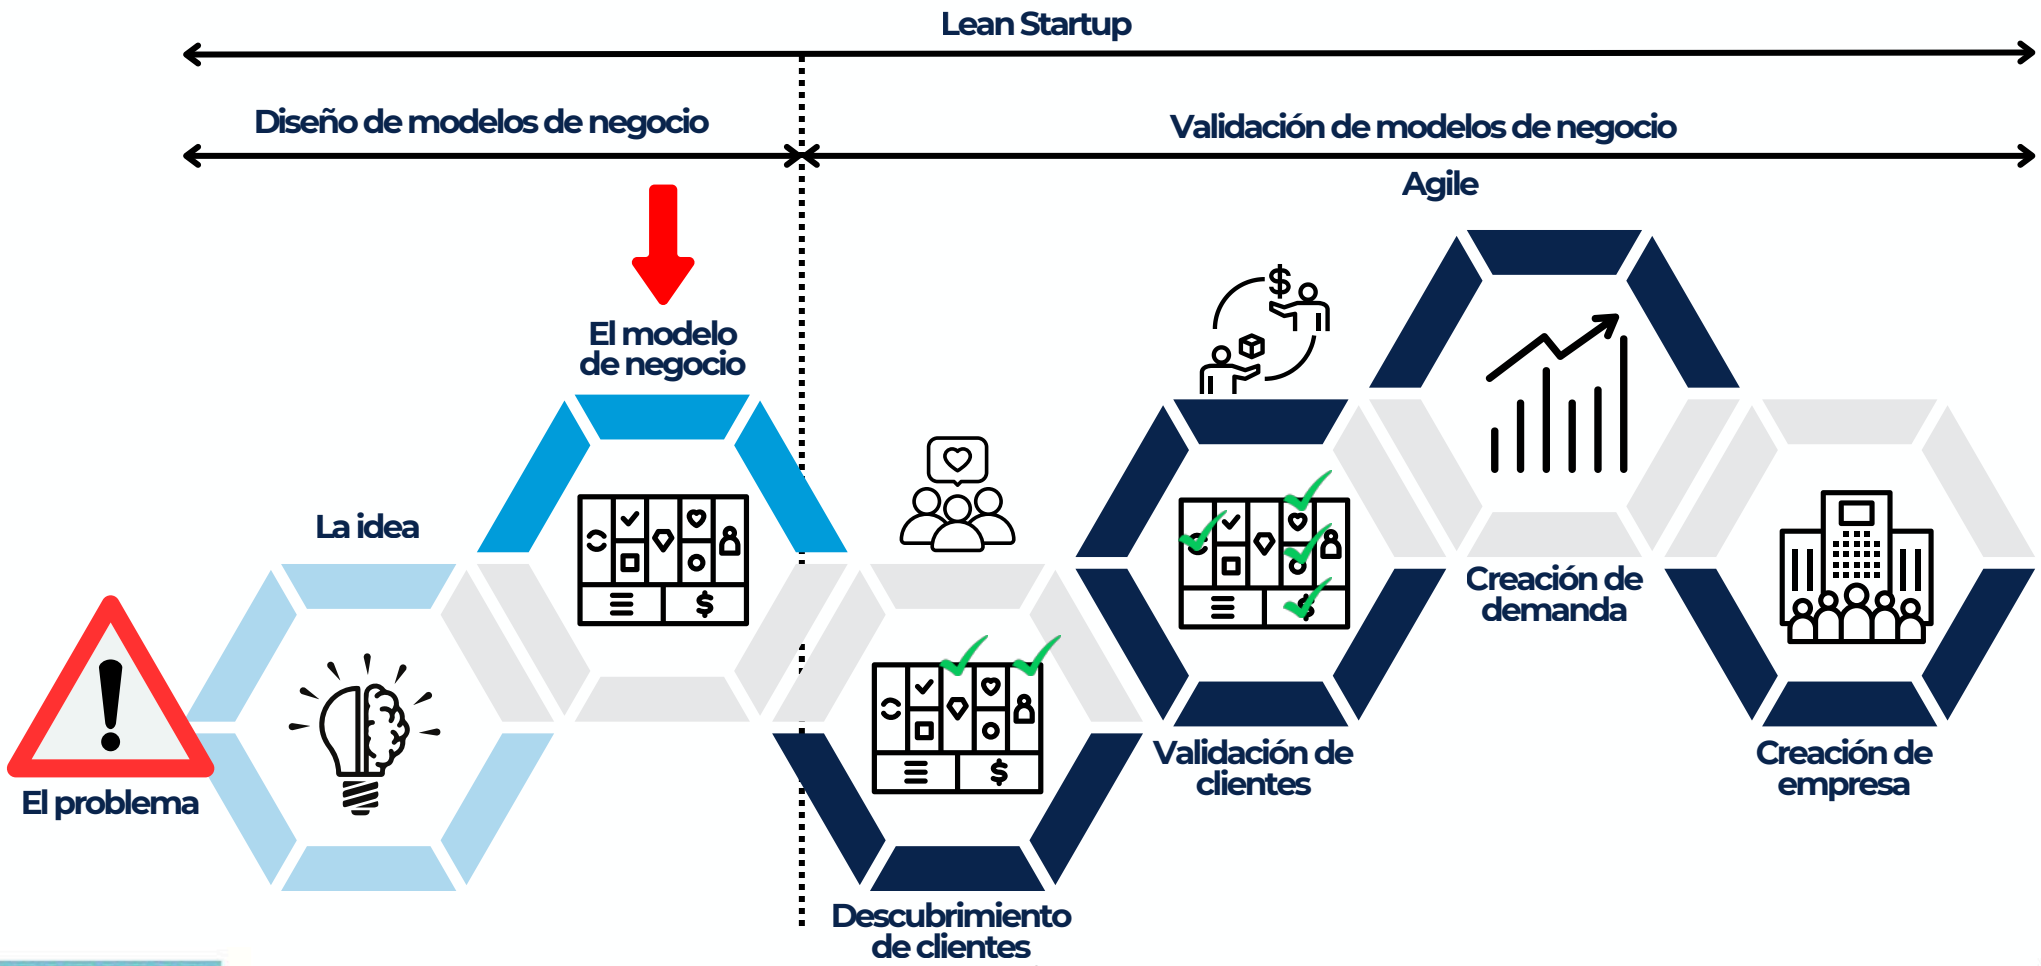 Lean Startup
Diseño de modelos de negocio
Validación de modelos de negocio
Agile
El modelo
de negocio
La idea
El problema
$
$
$
$
Creación de
demanda
Validación de
clientes
Creación de
empresa
Descubrimiento
de clientes